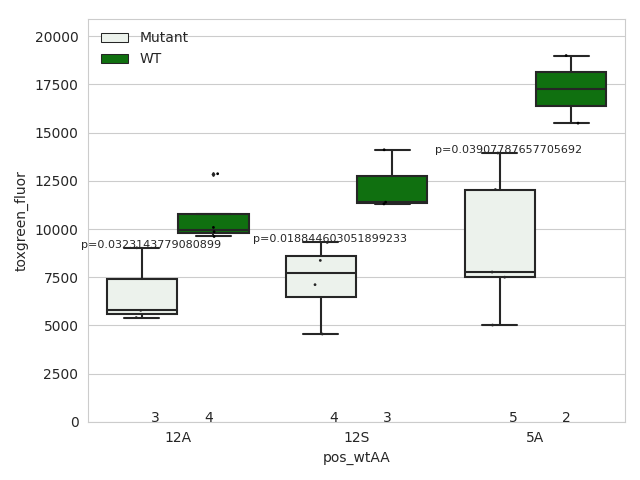 Mutant
WT
20000
17500
15000
12500
10000
7500
5000
2500
0
toxgreen_fluor
p=0.0323143779080899
p=0.018844603051899233
p=0.03907787657705692
3 4 4 3 5 2
12A 12S 5A
pos_wtAA